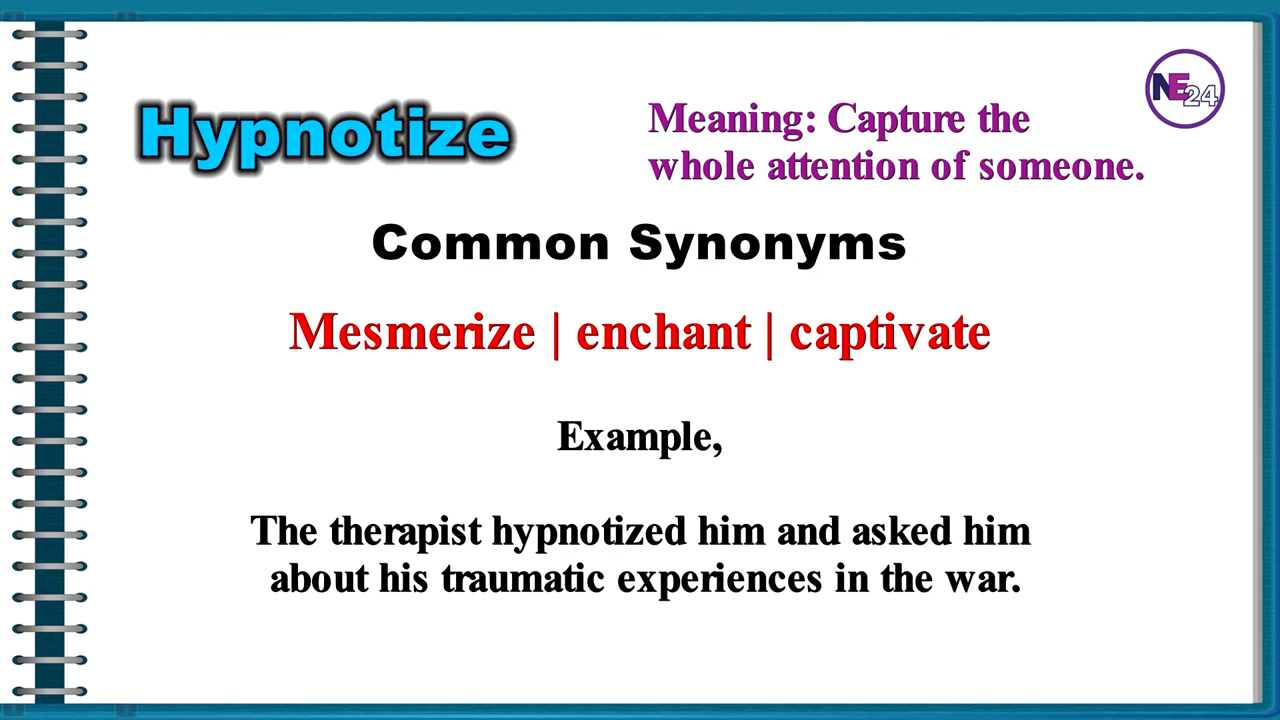 Hypnotize
Meaning: Capture the
whole attention of someone.
NE24
Common Synonyms
Mesmerize | enchant | captivate
Example,
The therapist hypnotized him and asked him
about his traumatic experiences in the war.